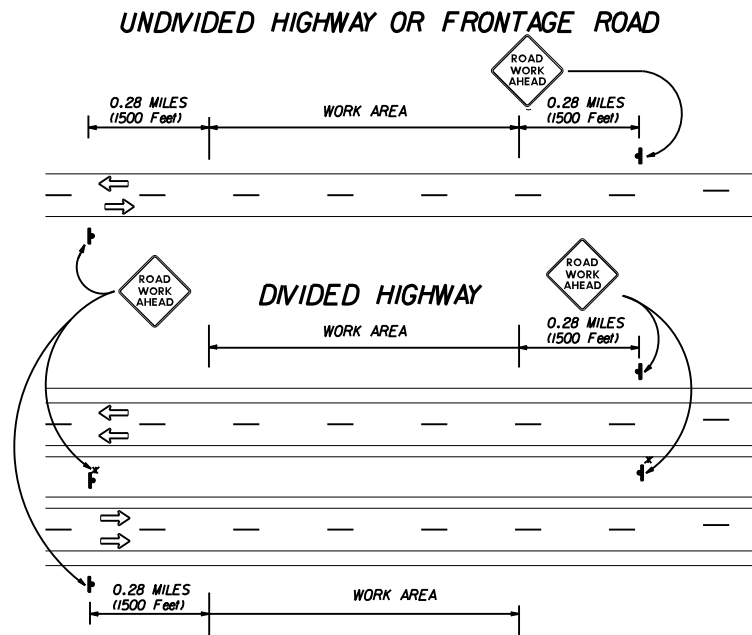 UNDIVIDED HIGHWAY OR FRONTAGE ROAD
ROAD
WORK
AHEAD
0.28 MILES
(1500 Feet)
WORK AREA
0.28 MILES
(1500 Feet)
ROAD
WORK
AHEAD
DIVIDED HIGHWAY
ROAD
WORK
AHEAD
WORK AREA
0.28 MILES
(1500 Feet)
x
x
0.28 MILES
(1500 Feet)
WORK AREA